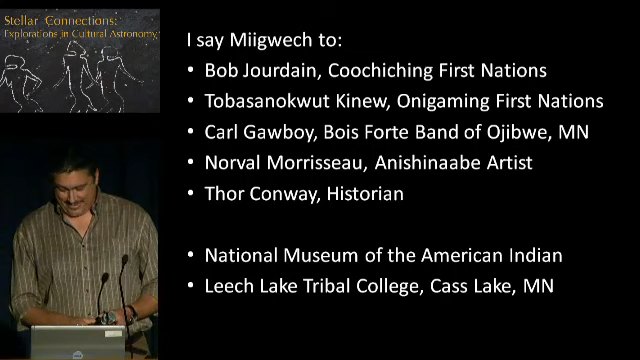 Stellar Connections:
Explorations in Cultural Astronomy
I say Miigwech to:
• Bob Jourdain, Coochiching First Nations
• Tobasanokwut Kinew, Onigaming First Nations
• Carl Gawboy, Bois Forte Band of Ojibwe, MN
• Norval Morrisseau, Anishinaabe Artist
• Thor Conway, Historian
• National Museum of the American Indian
• Leech Lake Tribal College, Cass Lake, MN